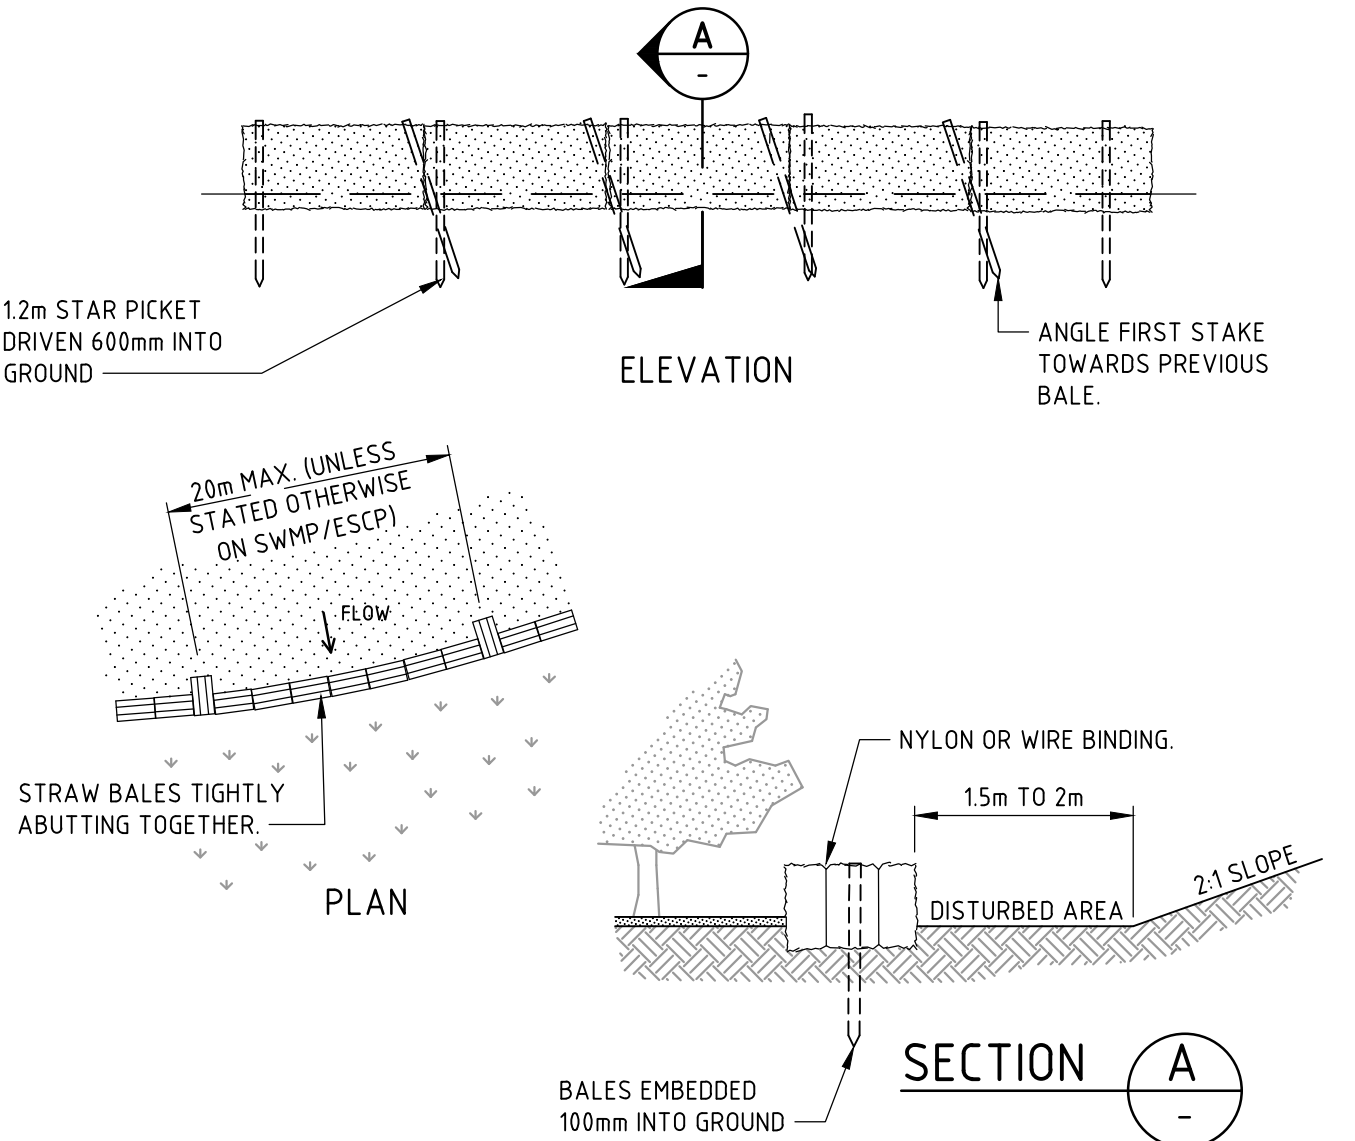 A
-
1.2m STAR PICKET
DRIVEN 600mm INTO
GROUND
ELEVATION
ANGLE FIRST STAKE
TOWARDS PREVIOUS
BALE.
20m MAX. (UNLESS
STATED OTHERWISE
ON SWMP/ESCP)
FLOW
STRAW BALES TIGHTLY
ABUTTING TOGETHER.
PLAN
NYLON OR WIRE BINDING.
1.5m TO 2m
2:1 SLOPE
DISTURBED AREA
BALES EMBEDDED
100mm INTO GROUND
SECTION
A
-